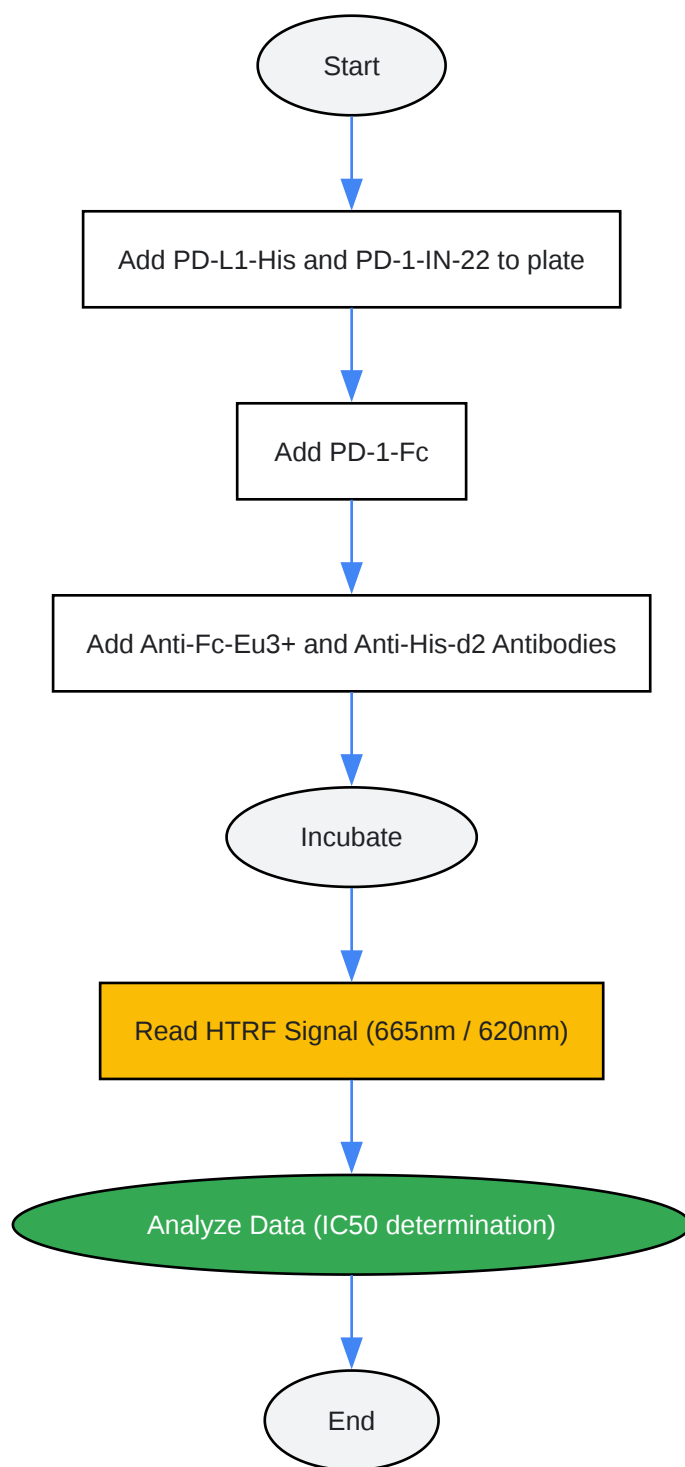 Start
Add PD-L1-His and PD-1-IN-22 to plate
Add PD-1-Fc
Add Anti-Fc-Eu3+ and Anti-His-d2 Antibodies
Incubate
Read HTRF Signal (665nm / 620nm)
Analyze Data (IC50 determination)
End